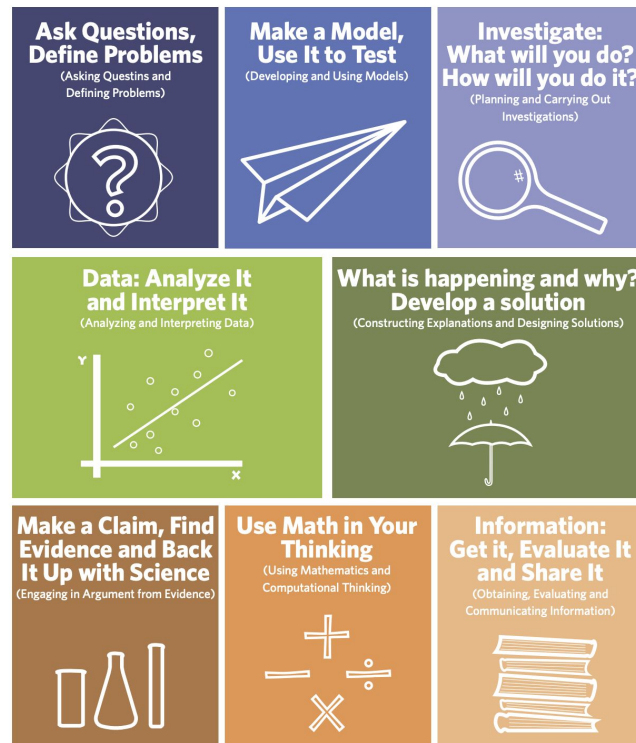 Ask Questions,
Define Problems
(Asking Questins and
Defining Problems)
Make a Model,
Use It to Test
(Developing and Using Models)
Investigate:
What will you do?
How will you do it?
(Planning and Carrying Out
Investigations)
?
#
Data: Analyze It
and Interpret It
(Analyzing and Interpreting Data)
Y
X
What is happening and why?
Develop a solution
(Constructing Explanations and Designing Solutions)
Make a Claim, Find
Evidence and Back
It Up with Science
(Engaging in Argument from Evidence)
Use Math in Your
Thinking
(Using Mathematics and
Computational Thinking)
+
− ÷
×
Information:
Get it, Evaluate It
and Share It
(Obtaining, Evaluating and
Communicating Information)